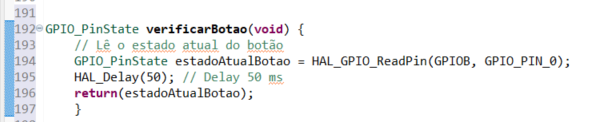 191
192 GPIO_PinState verificarBotao(void) {
193 // Lê o estado atual do botão
194 GPIO_PinState estadoAtualBotao = HAL_GPIO_ReadPin(GPIOB, GPIO_PIN_0);
195 HAL_Delay(50); // Delay 50 ms
196 return(estadoAtualBotao);
197 }